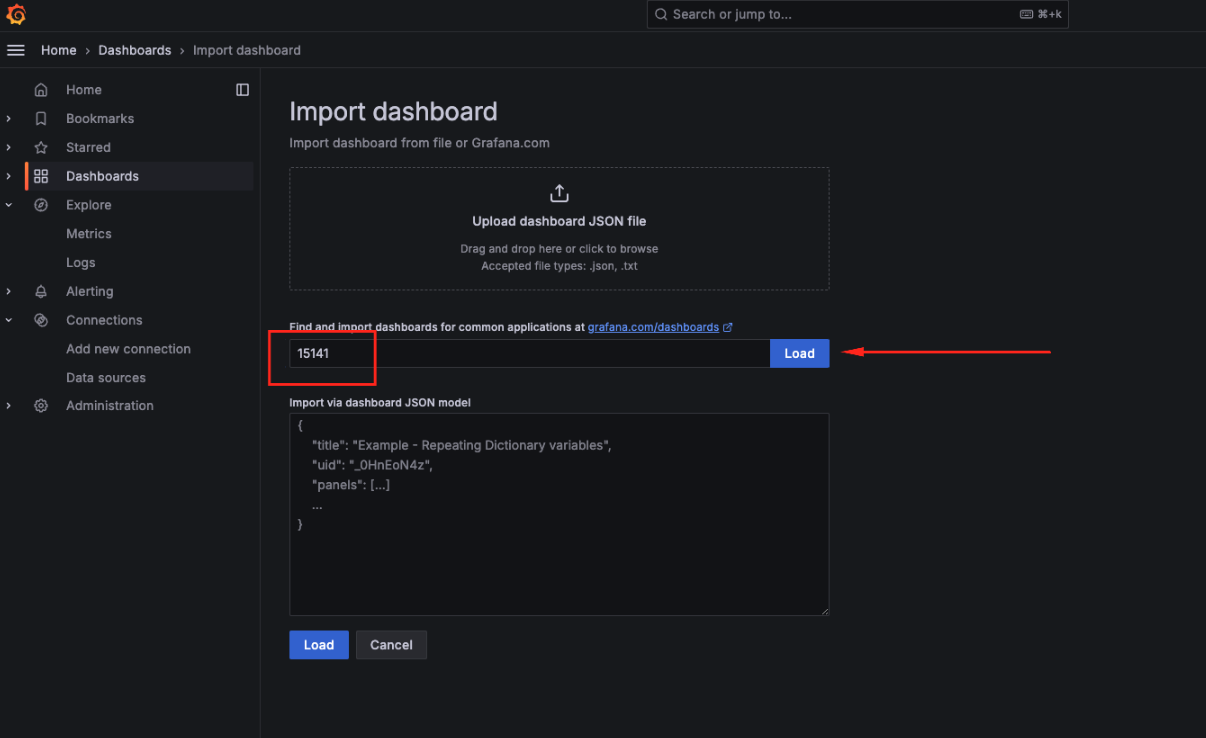 Search or jump to...
⌘+k
Home › Dashboards › Import dashboard
Home
Bookmarks
Starred
Dashboards
Explore
Metrics
Logs
Alerting
Connections
Add new connection
Data sources
Administration
Import dashboard
Import dashboard from file or Grafana.com
Upload dashboard JSON file
Drag and drop here or click to browse
Accepted file types: .json, .txt
Find and import dashboards for common applications at grafana.com/dashboards
15141
Load
Import via dashboard JSON model
{
"title": "Example - Repeating Dictionary variables",
"uid": "_0HnEoN4z",
"panels": [...]
...
}
Load
Cancel